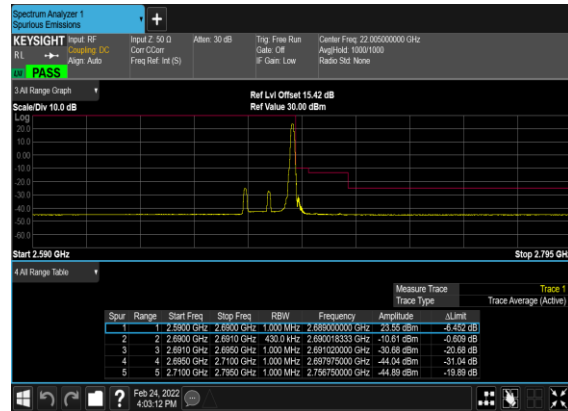 Spectrum Analyzer 1
Spurious Emissions
+
KEYSIGHT
RL
Input: RF
Coupling: DC
Align: Auto
Input Z: 50 Ω
Corr CCorr
Freq Ref: Int (S)
Atten: 30 dB
Trig: Free Run
Gate: Off
IF Gain: Low
Center Freq: 22.005000000 GHz
Avg|Hold: 1000/1000
Radio Std: None
PASS
3 All Range Graph
Ref Lvl Offset 15.42 dB
Scale/Div 10.0 dB
Ref Value 30.00 dBm
Log
20.0
10.0
0.00
-10.0
-20.0
-30.0
-40.0
-50.0
-60.0
Start 2.590 GHz
Stop 2.795 GHz
4 All Range Table
Measure Trace Trace 1
Trace Type Trace Average (Active)
Spur Range Start Freq Stop Freq RBW Frequency Amplitude ΔLimit
1 1 2.5900 GHz 2.6900 GHz 1.000 MHz 2.689000000 GHz 23.55 dBm -6.452 dB
2 2 2.6900 GHz 2.6910 GHz 430.0 kHz 2.690018333 GHz -10.61 dBm -0.609 dB
3 3 2.6910 GHz 2.6950 GHz 1.000 MHz 2.691020000 GHz -30.68 dBm -20.68 dB
4 4 2.6950 GHz 2.7100 GHz 1.000 MHz 2.697975000 GHz -44.04 dBm -31.04 dB
5 5 2.7100 GHz 2.7950 GHz 1.000 MHz 2.756750000 GHz -44.89 dBm -19.89 dB
?
Feb 24, 2022
4:03:12 PM